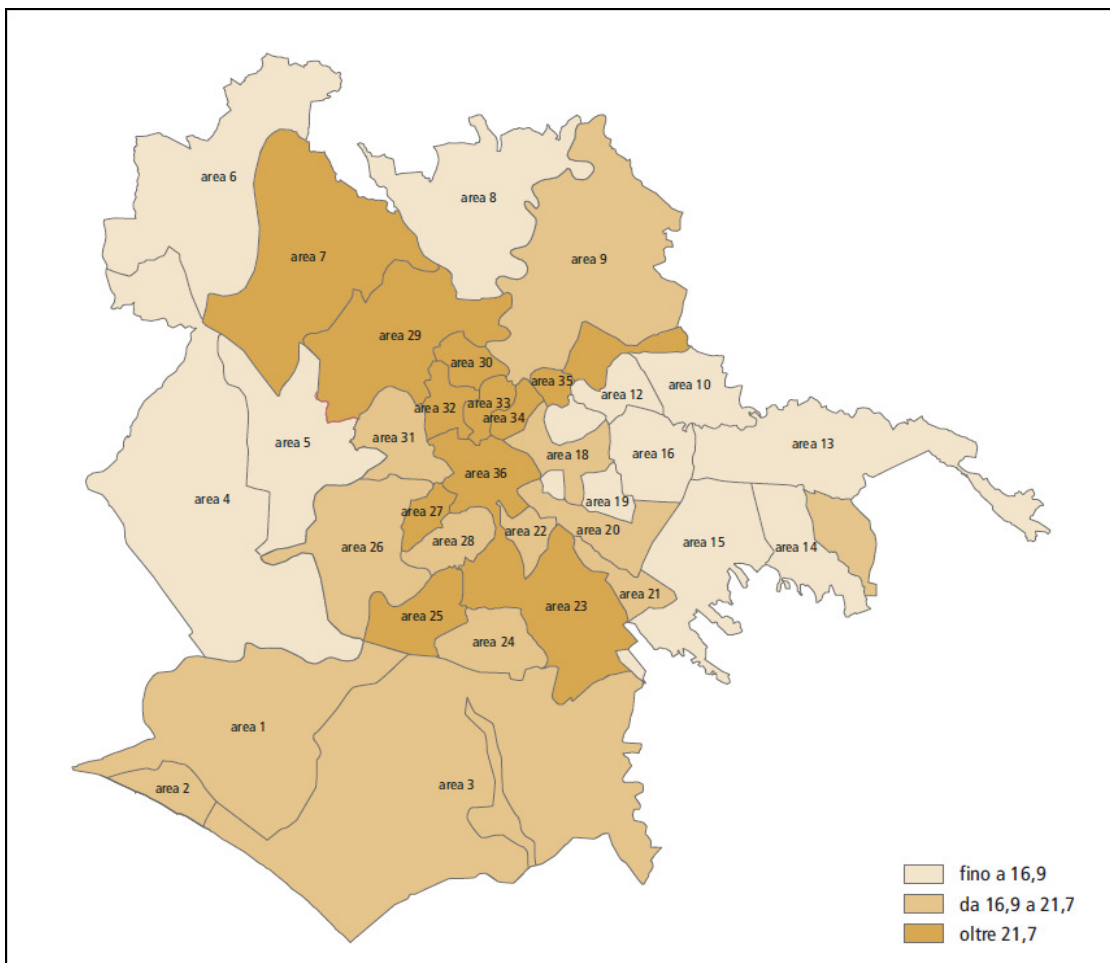 area 6
area 8
area 7
area 9
area 29
area 30
area 35
area 10
area 12
area 33
area 32
area 34
area 31
area 5
area 13
area 18
area 16
area 36
area 4
area 19
area 27
area 20
area 22
area 28
area 26
area 15
area 14
area 21
area 23
area 25
area 24
area 1
area 3
area 2
fino a 16,9
da 16,9 a 21,7
oltre 21,7